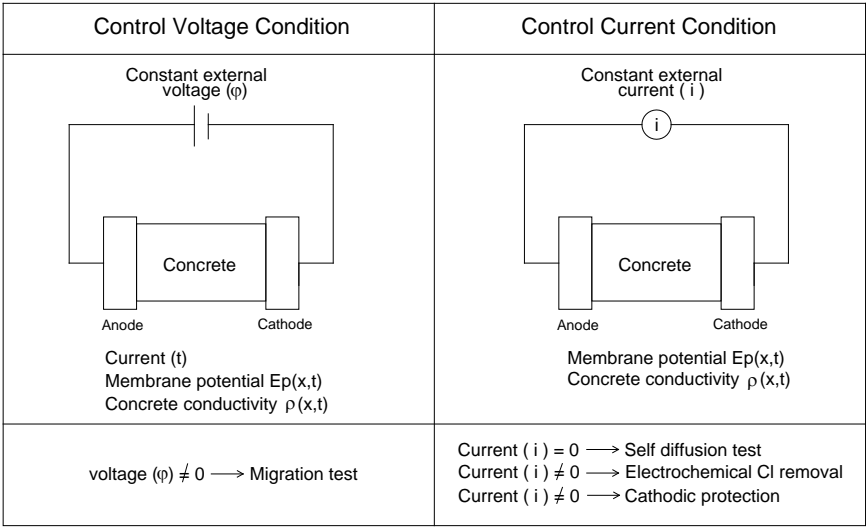 Control Voltage Condition
Constant external
voltage (φ)
Concrete
Anode
Cathode
Current (t)
Membrane potential Ep(x,t)
Concrete conductivity ρ(x,t)
voltage (φ) ≠ 0 ⟶ Migration test
Control Current Condition
Constant external
current ( i )
i
Concrete
Anode
Cathode
Membrane potential Ep(x,t)
Concrete conductivity ρ(x,t)
Current ( i ) = 0 ⟶ Self diffusion test
Current ( i ) ≠ 0 ⟶ Electrochemical Cl removal
Current ( i ) ≠ 0 ⟶ Cathodic protection